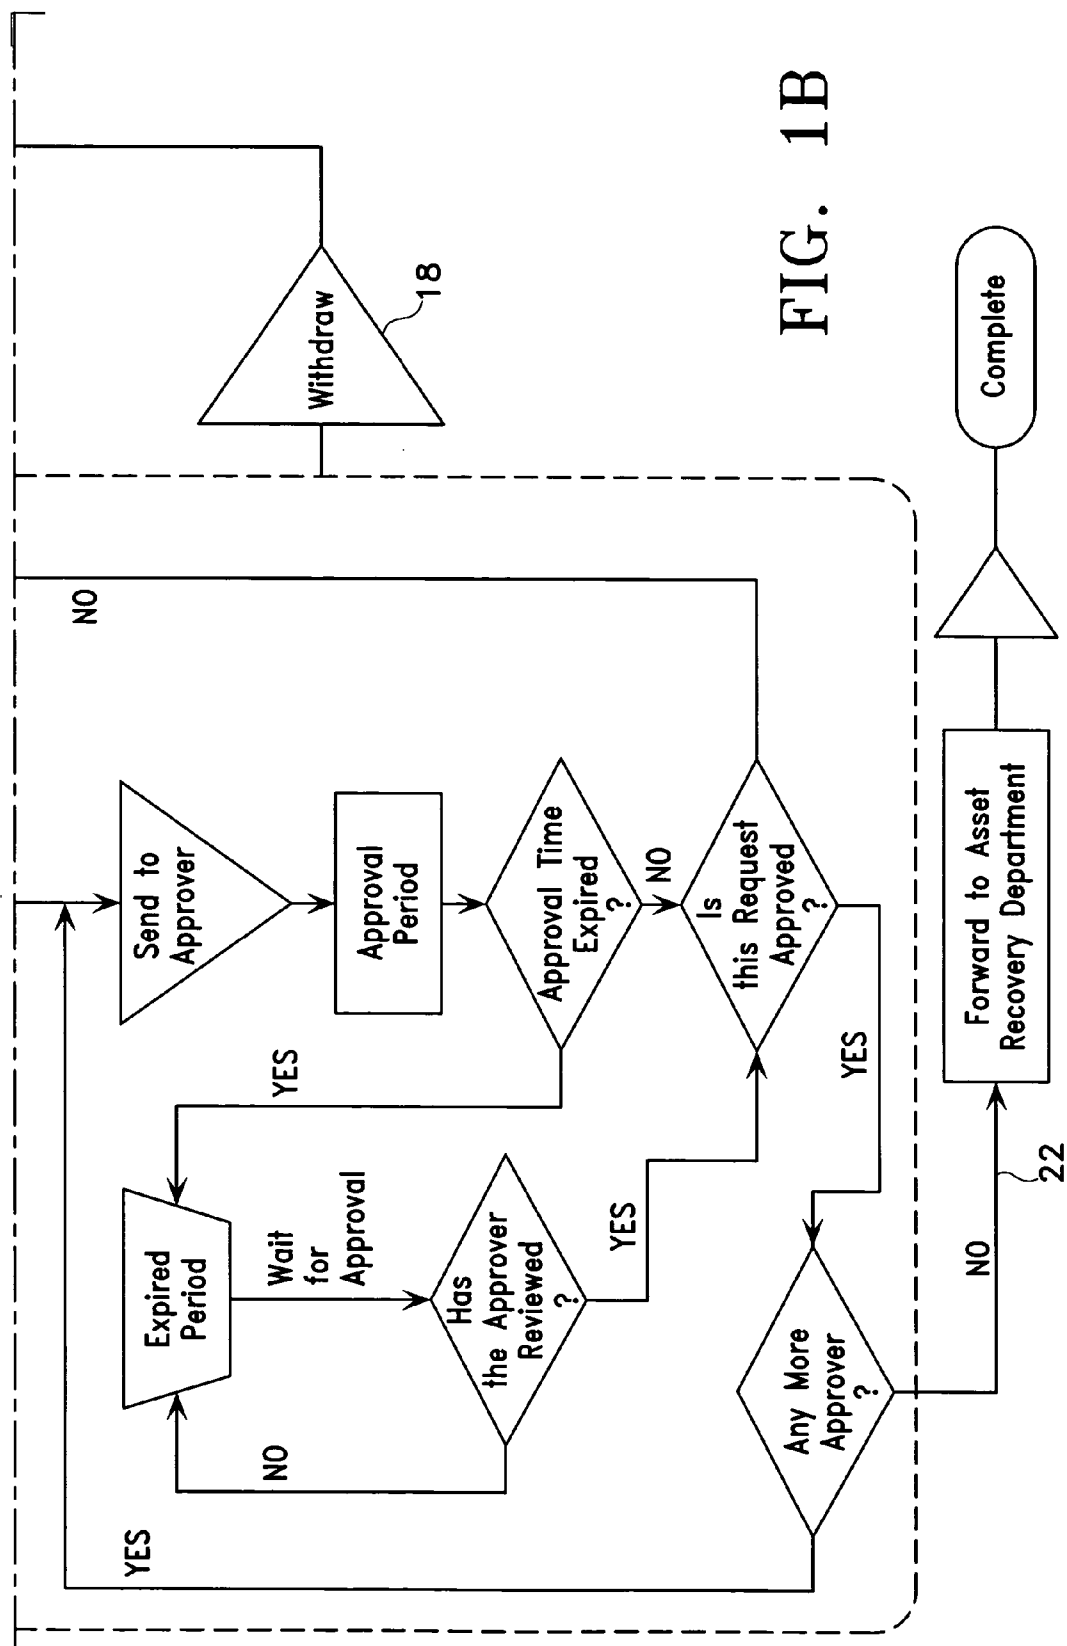 NO
Withdraw
18
Send to
Approver
YES
Approval
Period
Expired
Period
Wait
for
Approval
Approval Time
Expired
?
NO
NO
Has
the Approver
Reviewed
?
YES
YES
Is
this Request
Approved
?
YES
Any More
Approver
?
NO
22
Forward to Asset
Recovery Department
Complete
FIG. 1B